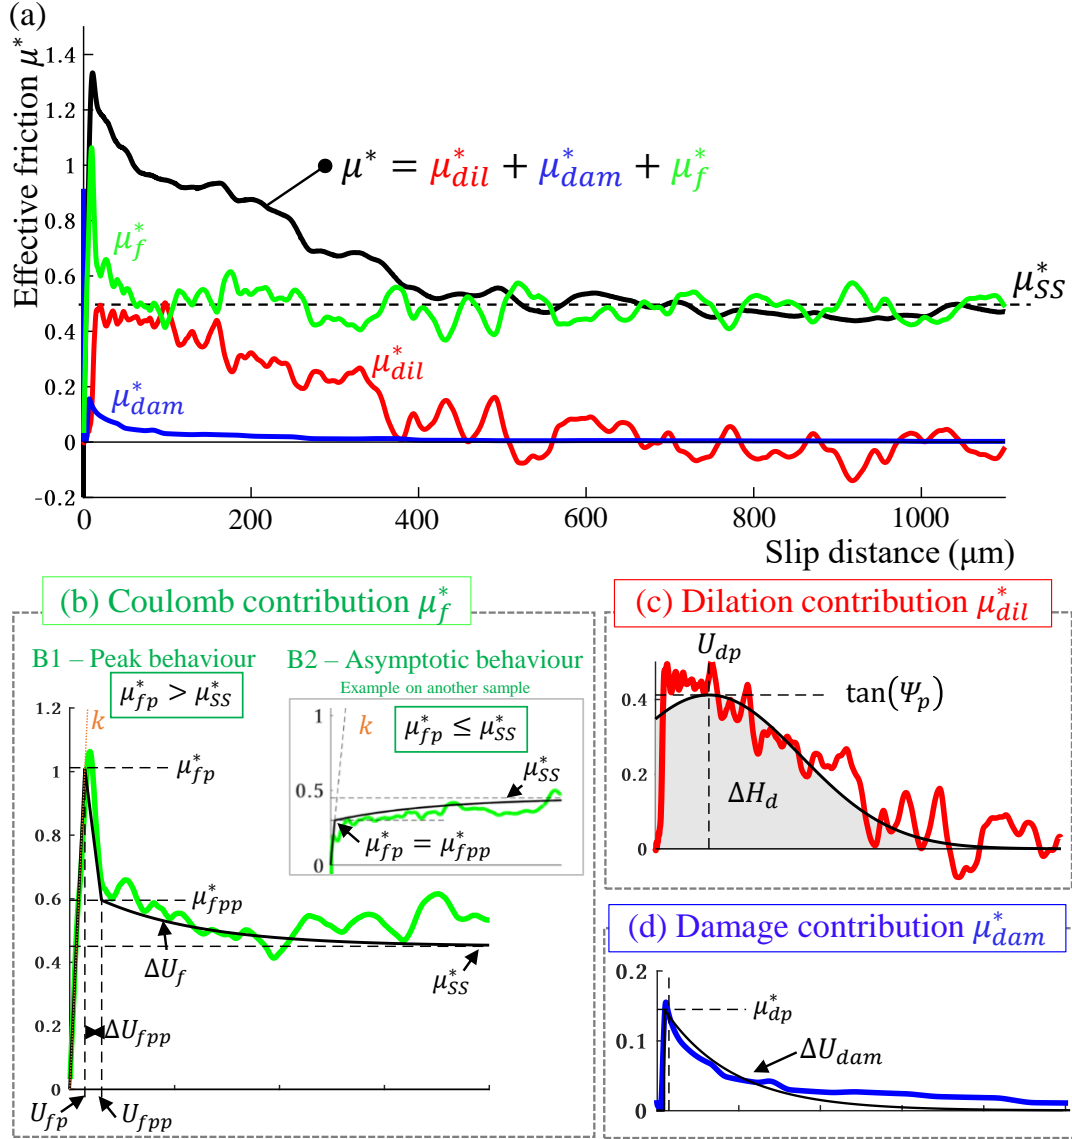 (a)
Effective friction μ*
1.4
1.2
1
0.8
0.6
0.4
0.2
0
-0.2
μ* = μ*dil + μ*dam + μ*f
μ*f
μ*SS
μ*dil
μ*dam
0 200 400 600 800 1000
Slip distance (μm)
(b) Coulomb contribution μ*f
B1 – Peak behaviour
μ*fp > μ*SS
1.2
1
0.8
0.6
0.4
0.2
0
k
μ*fp
μ*fpp
ΔUf
μ*SS
ΔUfpp
Ufp
Ufpp
B2 – Asymptotic behaviour
Example on another sample
1
0.5
0
k
μ*fp ≤ μ*SS
μ*SS
μ*fp = μ*fpp
(c) Dilation contribution μ*dil
Udp
0.4
0.2
0
tan(Ψp)
ΔHd
(d) Damage contribution μ*dam
0.2
0.1
0
μ*dp
ΔUdam